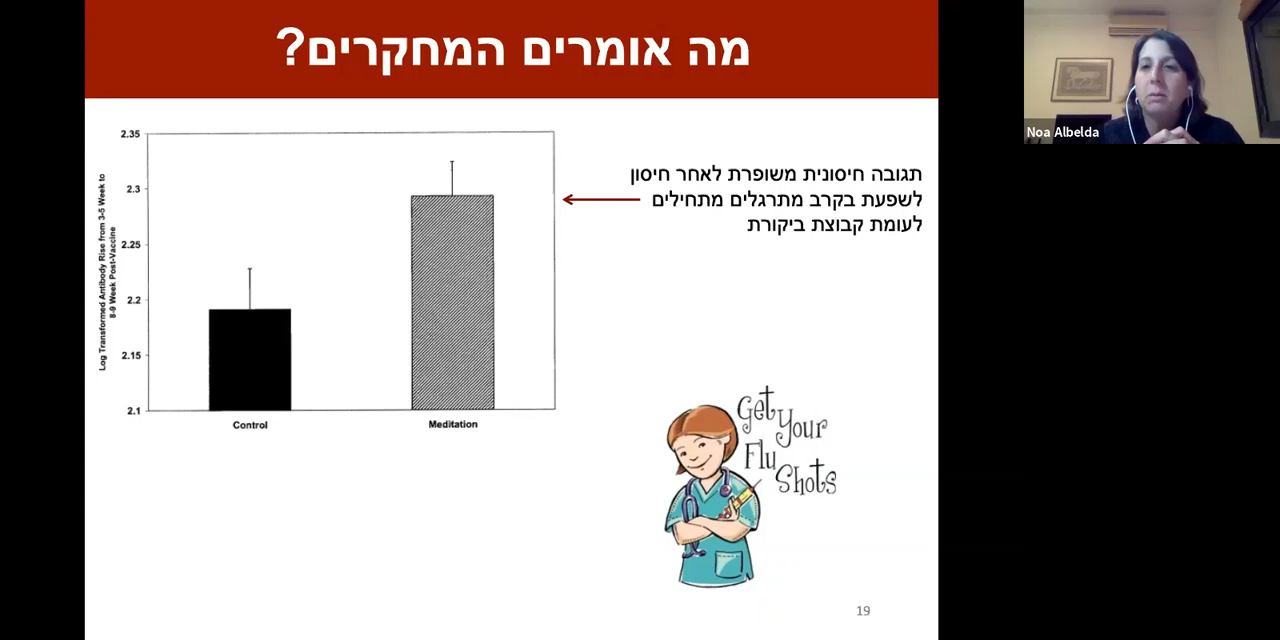 מה אומרים המחקרים?
Noa Albelda
תגובה חיסונית משופרת לאחר חיסון
לשפעת בקרב מתרגלים מתחילים
לעומת קבוצת ביקורת
Log Transformed Antibody Rise from 3-5 Week to
8-9 Week Post-Vaccine
2.35
2.3
2.25
2.2
2.15
2.1
Control
Meditation
Get
Your
Flu
Shots
19